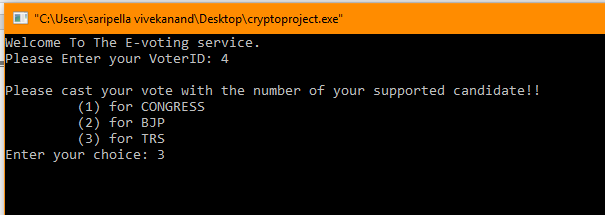 "C:\Users\saripella vivekanand\Desktop\cryptoproject.exe"
Welcome To The E-voting service.
Please Enter your VoterID: 4
Please cast your vote with the number of your supported candidate!!
(1) for CONGRESS
(2) for BJP
(3) for TRS
Enter your choice: 3